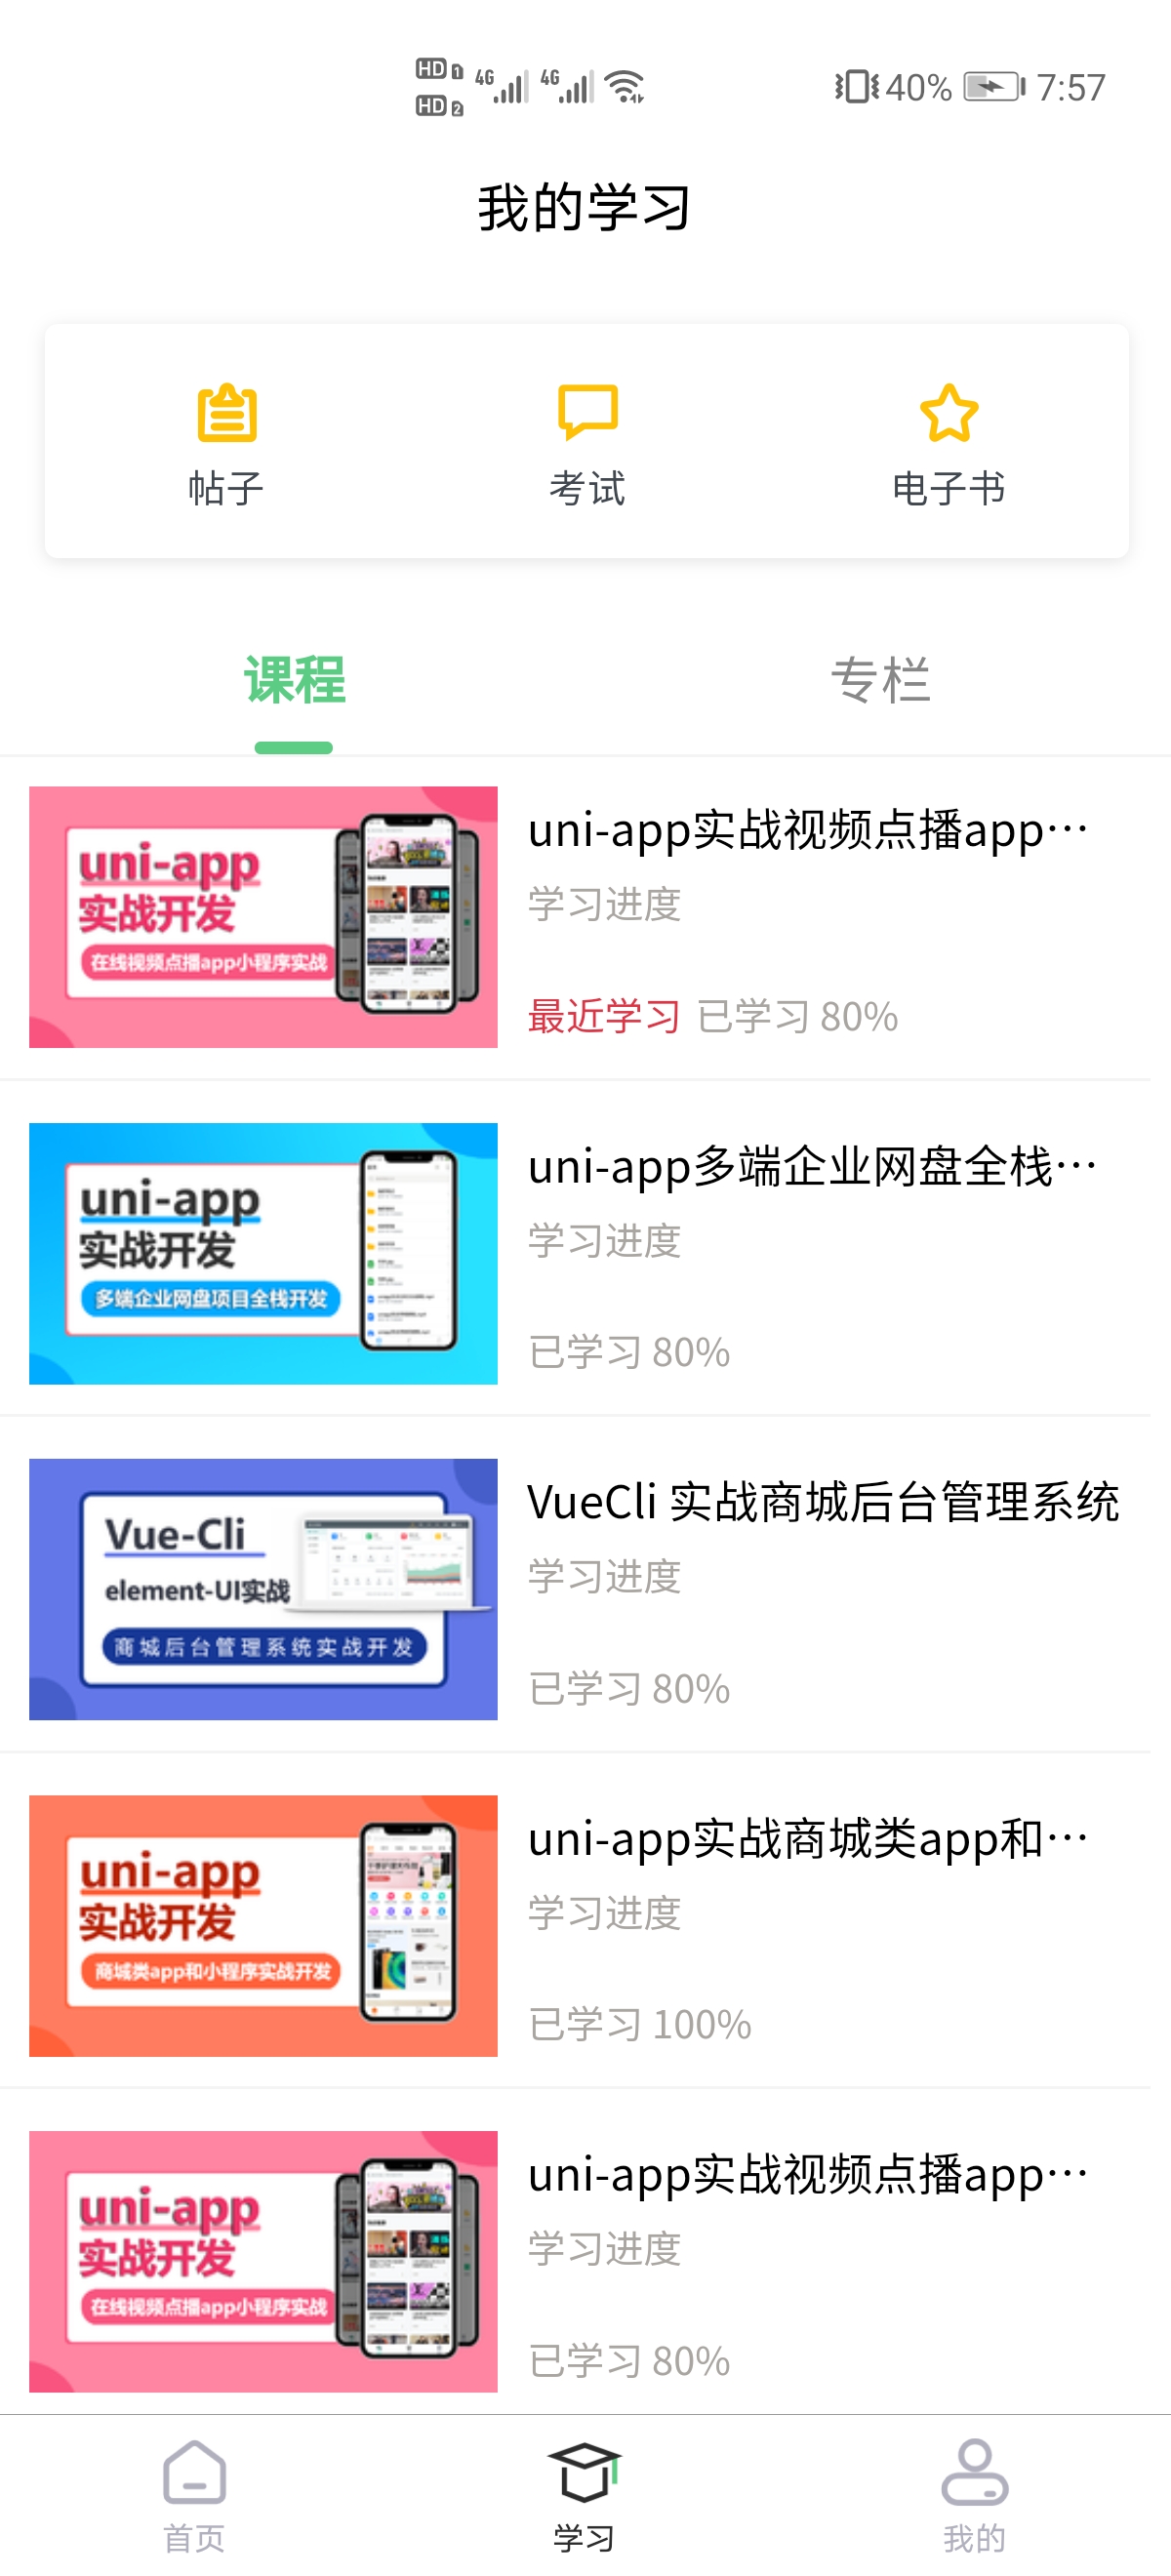 HD 1 4G 4G 40% 7:57
HD 2
我的学习
帖子 考试 电子书
课程 专栏
uni-app
实战开发
在线视频点播app小程序实战
uni-app实战视频点播app…
学习进度
最近学习 已学习 80%
uni-app
实战开发
多端企业网盘项目全栈开发
uni-app多端企业网盘全栈…
学习进度
已学习 80%
Vue-Cli
element-UI实战
商城后台管理系统实战开发
VueCli 实战商城后台管理系统
学习进度
已学习 80%
uni-app
实战开发
商城类app和小程序实战开发
uni-app实战商城类app和…
学习进度
已学习 100%
uni-app
实战开发
在线视频点播app小程序实战
uni-app实战视频点播app…
学习进度
已学习 80%
首页 学习 我的